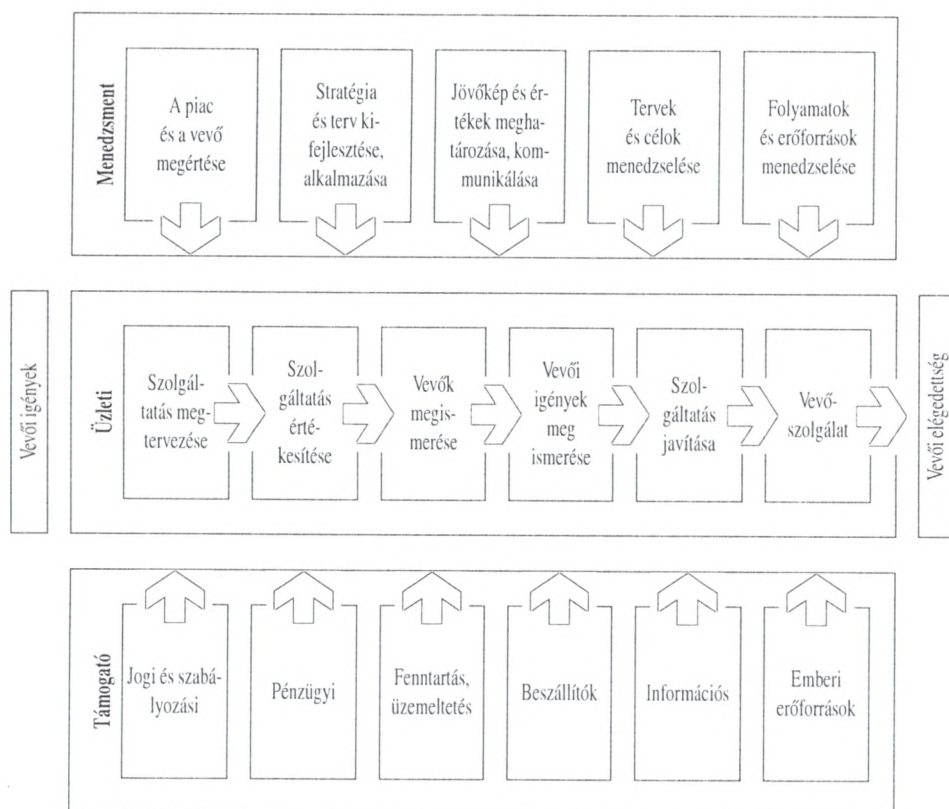 Menedzsment
A piac
és a vevő
megértése
Stratégia
és terv ki-
fejlesztése,
alkalmazása
Jövőkép és ér-
tékek megha-
tározása, kom-
munikálása
Tervek
és célok
menedzselése
Folyamatok
és erőforrások
menedzselése
Vevői igények
Üzleti
Szolgál-
tatás meg-
tervezése
Szol-
gáltatás
érté-
kesítése
Vevők
megis-
merése
Vevői
igények
meg
ismerése
Szol-
gáltatás
javítása
Vevő-
szolgálat
Vevői elégedettség
Támogató
Jogi és szabá-
lyozási
Pénzügyi
Fenntartás,
üzemeltetés
Beszállítók
Információs
Emberi
erőforrások